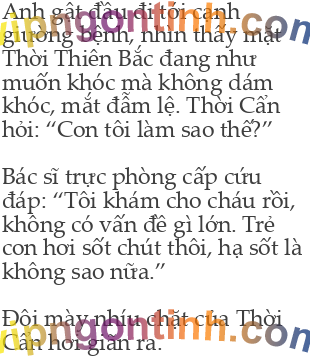 Anh gật đầu đi tới cạnh
giường bệnh, nhìn thấy mặt
Thời Thiên Bắc đang như
muốn khóc mà không dám
khóc, mắt đẫm lệ. Thời Cẩn
hỏi: “Con tôi làm sao thế?”
Bác sĩ trực phòng cấp cứu
đáp: “Tôi khám cho cháu rồi,
không có vấn đề gì lớn. Trẻ
con hơi sốt chút thôi, hạ sốt là
không sao nữa.”
Đôi mày nhíu chặt của Thời
Cẩn hơi giãn ra.